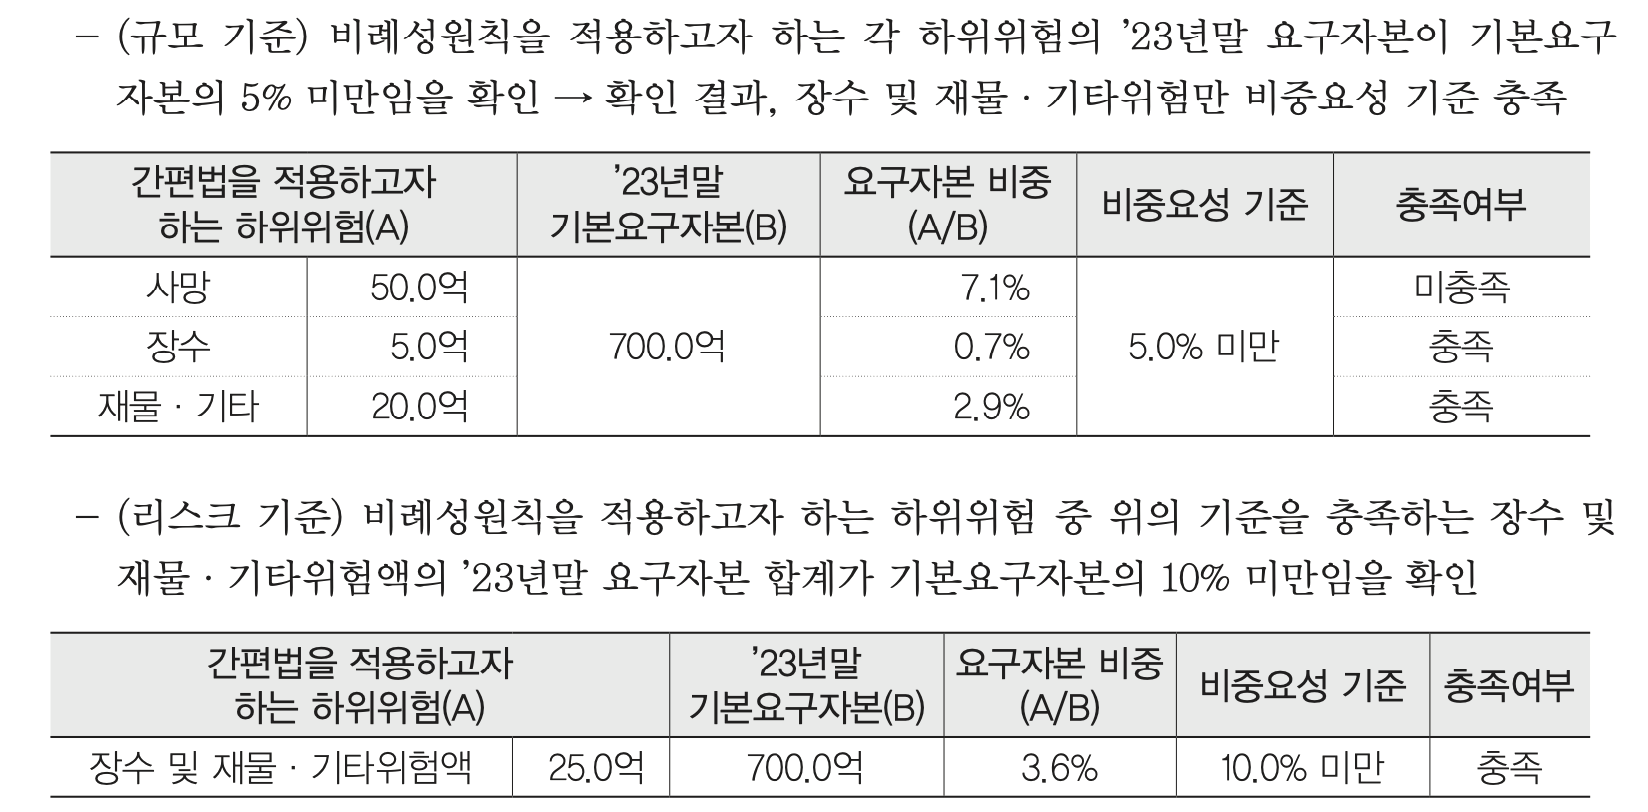 – (규모 기준) 비례성원칙을 적용하고자 하는 각 하위위험의 ’23년말 요구자본이 기본요구
자본의 5% 미만임을 확인 → 확인 결과, 장수 및 재물 · 기타위험만 비중요성 기준 충족
간편법을 적용하고자 하는 하위위험(A) ’23년말 기본요구자본(B) 요구자본 비중 (A/B) 비중요성 기준 충족여부
사망 50.0억 7.1% 미충족
장수 5.0억 700.0억 0.7% 5.0% 미만 충족
재물 · 기타 20.0억 2.9% 충족
– (리스크 기준) 비례성원칙을 적용하고자 하는 하위위험 중 위의 기준을 충족하는 장수 및
재물 · 기타위험액의 ’23년말 요구자본 합계가 기본요구자본의 10% 미만임을 확인
간편법을 적용하고자 하는 하위위험(A) ’23년말 기본요구자본(B) 요구자본 비중 (A/B) 비중요성 기준 충족여부
장수 및 재물 · 기타위험액 25.0억 700.0억 3.6% 10.0% 미만 충족